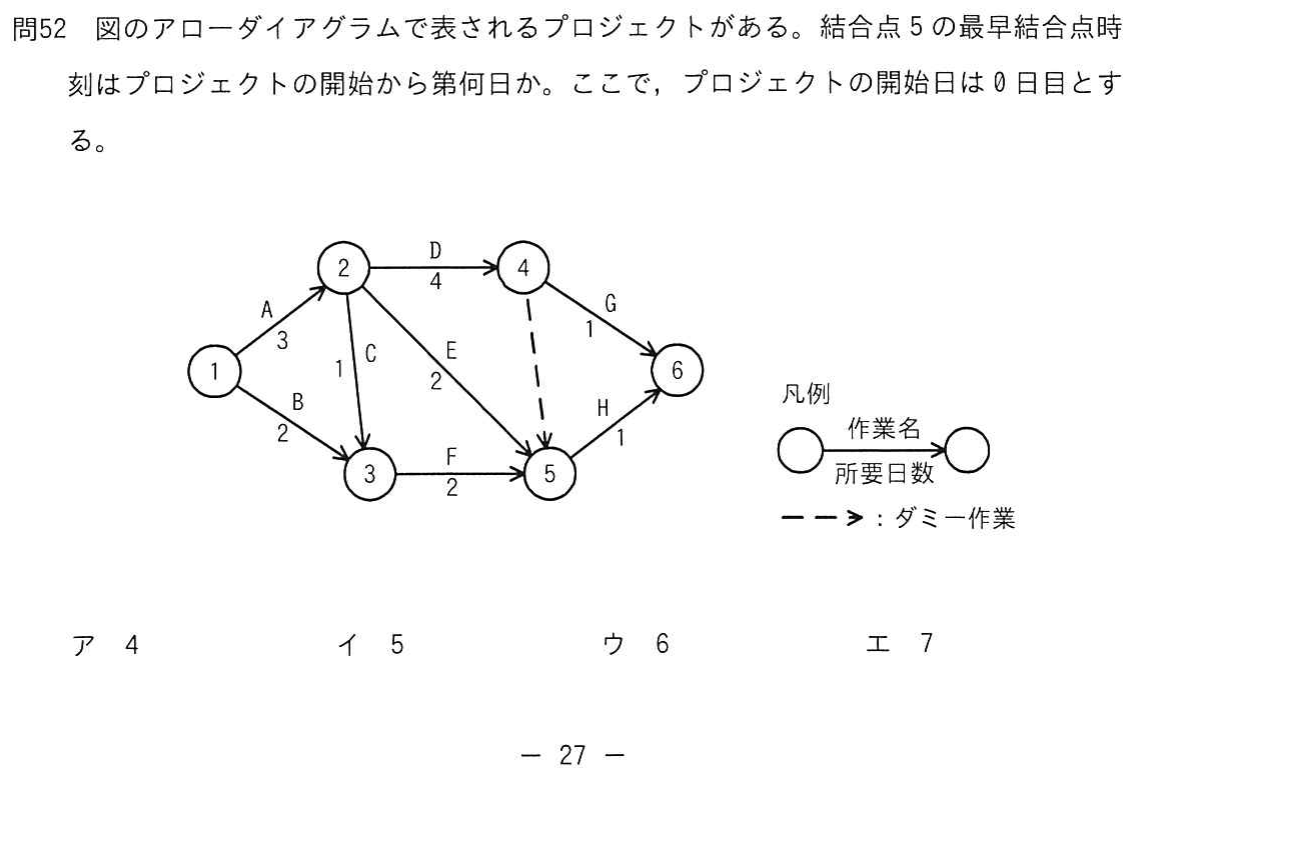 問52 図のアローダイアグラムで表されるプロジェクトがある。結合点5の最早結合点時
刻はプロジェクトの開始から第何日か。ここで，プロジェクトの開始日は0日目とす
る。
D
2
4
4
A
G
3
C
1
1
E
1
2
6
B
H
2
1
凡例
作業名
F
3
5
2
所要日数
：ダミー作業
ア 4 イ 5 ウ 6 エ 7
― 27 ―